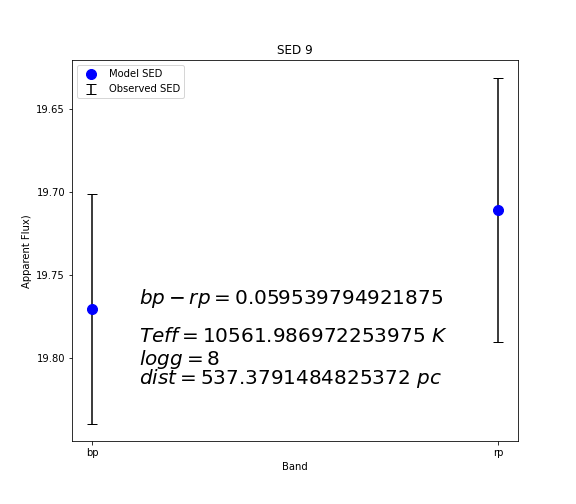 SED 9
Model SED
Observed SED
19.65
19.70
19.75
19.80
Apparent Flux)
bp − rp = 0.059539794921875
Teff = 10561.986972253975 K
logg = 8
dist = 537.3791484825372 pc
bp
rp
Band